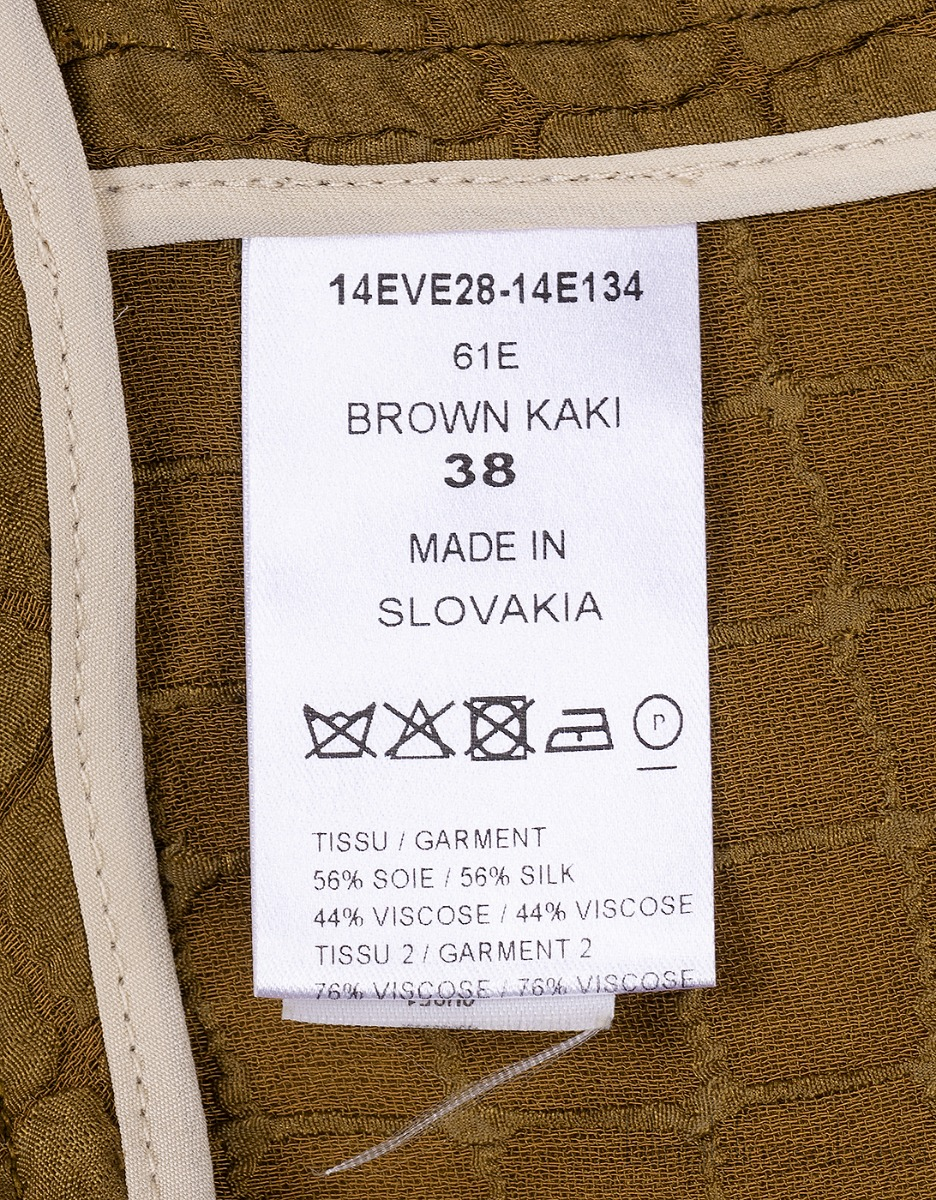 14EVE28-14E134
61E
BROWN KAKI
38
MADE IN
SLOVAKIA
r
TISSU / GARMENT
56% SOIE / 56% SILK
44% VISCOSE / 44% VISCOSE
TISSU 2 / GARMENT 2
76% VISCOSE / 76% VISCOSE